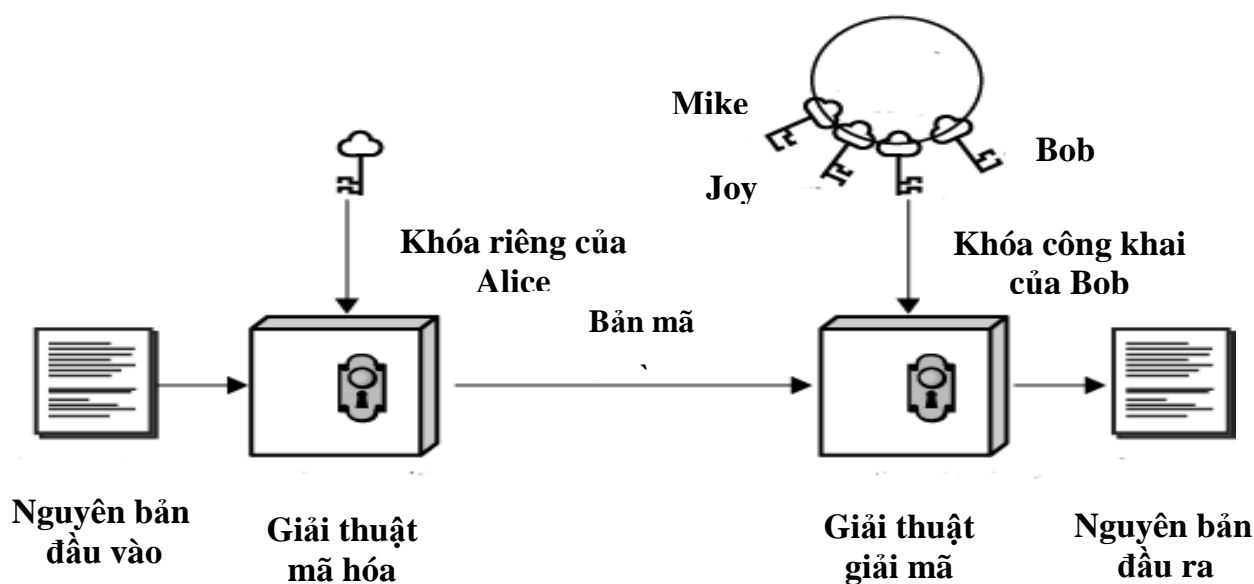 Mike
Bob
Joy
Khóa riêng của
Alice
Khóa công khai
của Bob
Bản mã
Nguyên bản
đầu vào
Giải thuật
mã hóa
Giải thuật
giải mã
Nguyên bản
đầu ra